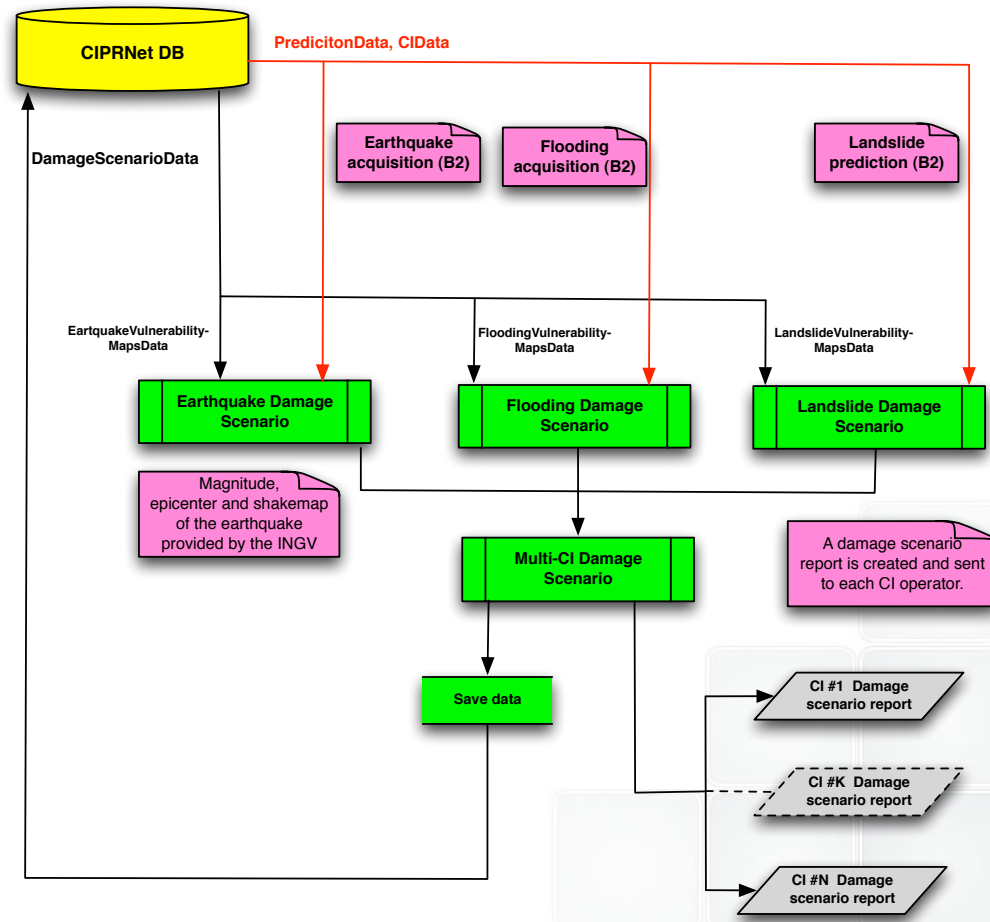 CIPRNet DB
PredicitonData, CIData
DamageScenarioData
Earthquake
acquisition (B2)
Flooding
acquisition (B2)
Landslide
prediction (B2)
EartquakeVulnerability-
MapsData
FloodingVulnerability-
MapsData
LandslideVulnerability-
MapsData
Earthquake Damage
Scenario
Flooding Damage
Scenario
Landslide Damage
Scenario
Magnitude,
epicenter and shakemap
of the earthquake
provided by the INGV
Multi-CI Damage
Scenario
A damage scenario
report is created and sent
to each CI operator.
Save data
CI #1 Damage
scenario report
CI #K Damage
scenario report
CI #N Damage
scenario report